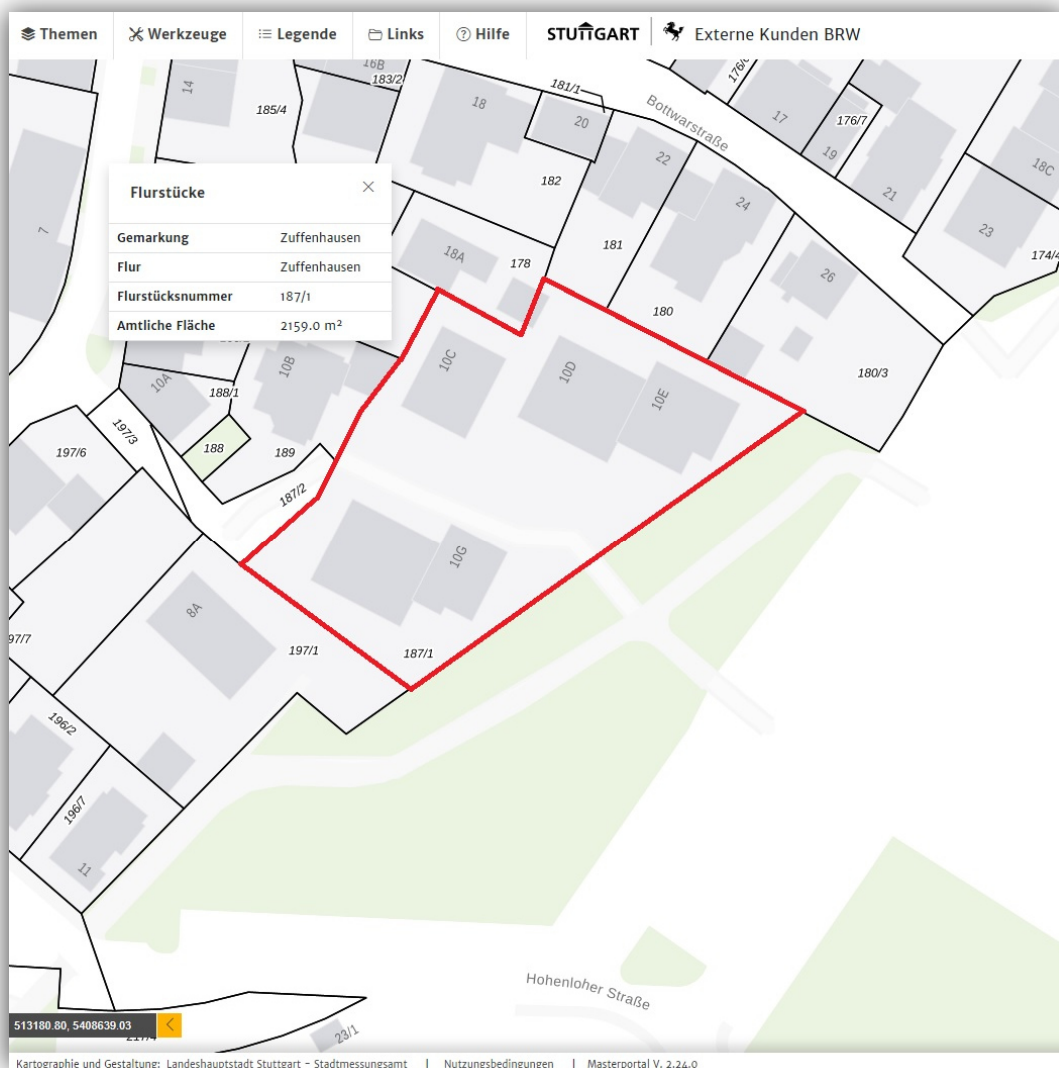 Themen
Werkzeuge
Legende
Links
Hilfe
STUTTGART
Externe Kunden BRW
16B
183/2
14
185/4
18
181/1
20
Bottwarstraße
176/7
17
19
18C
22
21
182
24
23
7
181
174/4
18A
178
26
180
Flurstücke
Gemarkung Zuffenhausen
Flur Zuffenhausen
Flurstücksnummer 187/1
Amtliche Fläche 2159.0 m²
10C
10D
10B
10E
180/3
10A
188/1
197/3
188
189
197/6
187/2
10G
8A
197/1
187/1
97/7
196/2
196/7
11
Hohenloher Straße
513180.80, 5408639.03
23/1
Kartographie und Gestaltung: Landeshauptstadt Stuttgart - Stadtmessungsamt | Nutzungsbedingungen | Masterportal V. 2.24.0